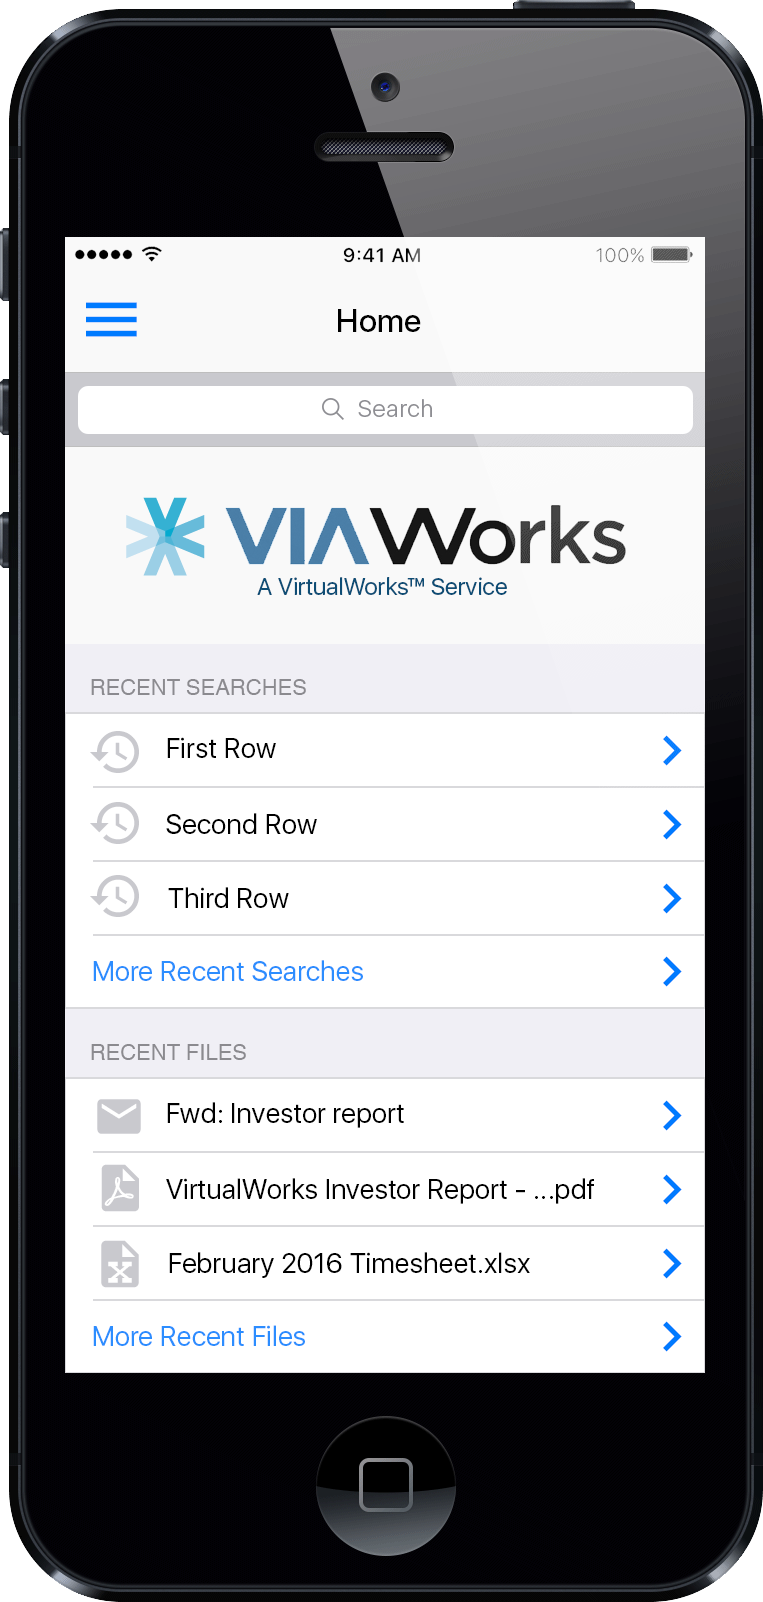 9:41 AM 100%
Home
Search
VIAWorks
A VirtualWorks™ Service
RECENT SEARCHES
First Row
Second Row
Third Row
More Recent Searches
RECENT FILES
Fwd: Investor report
VirtualWorks Investor Report - ...pdf
February 2016 Timesheet.xlsx
More Recent Files